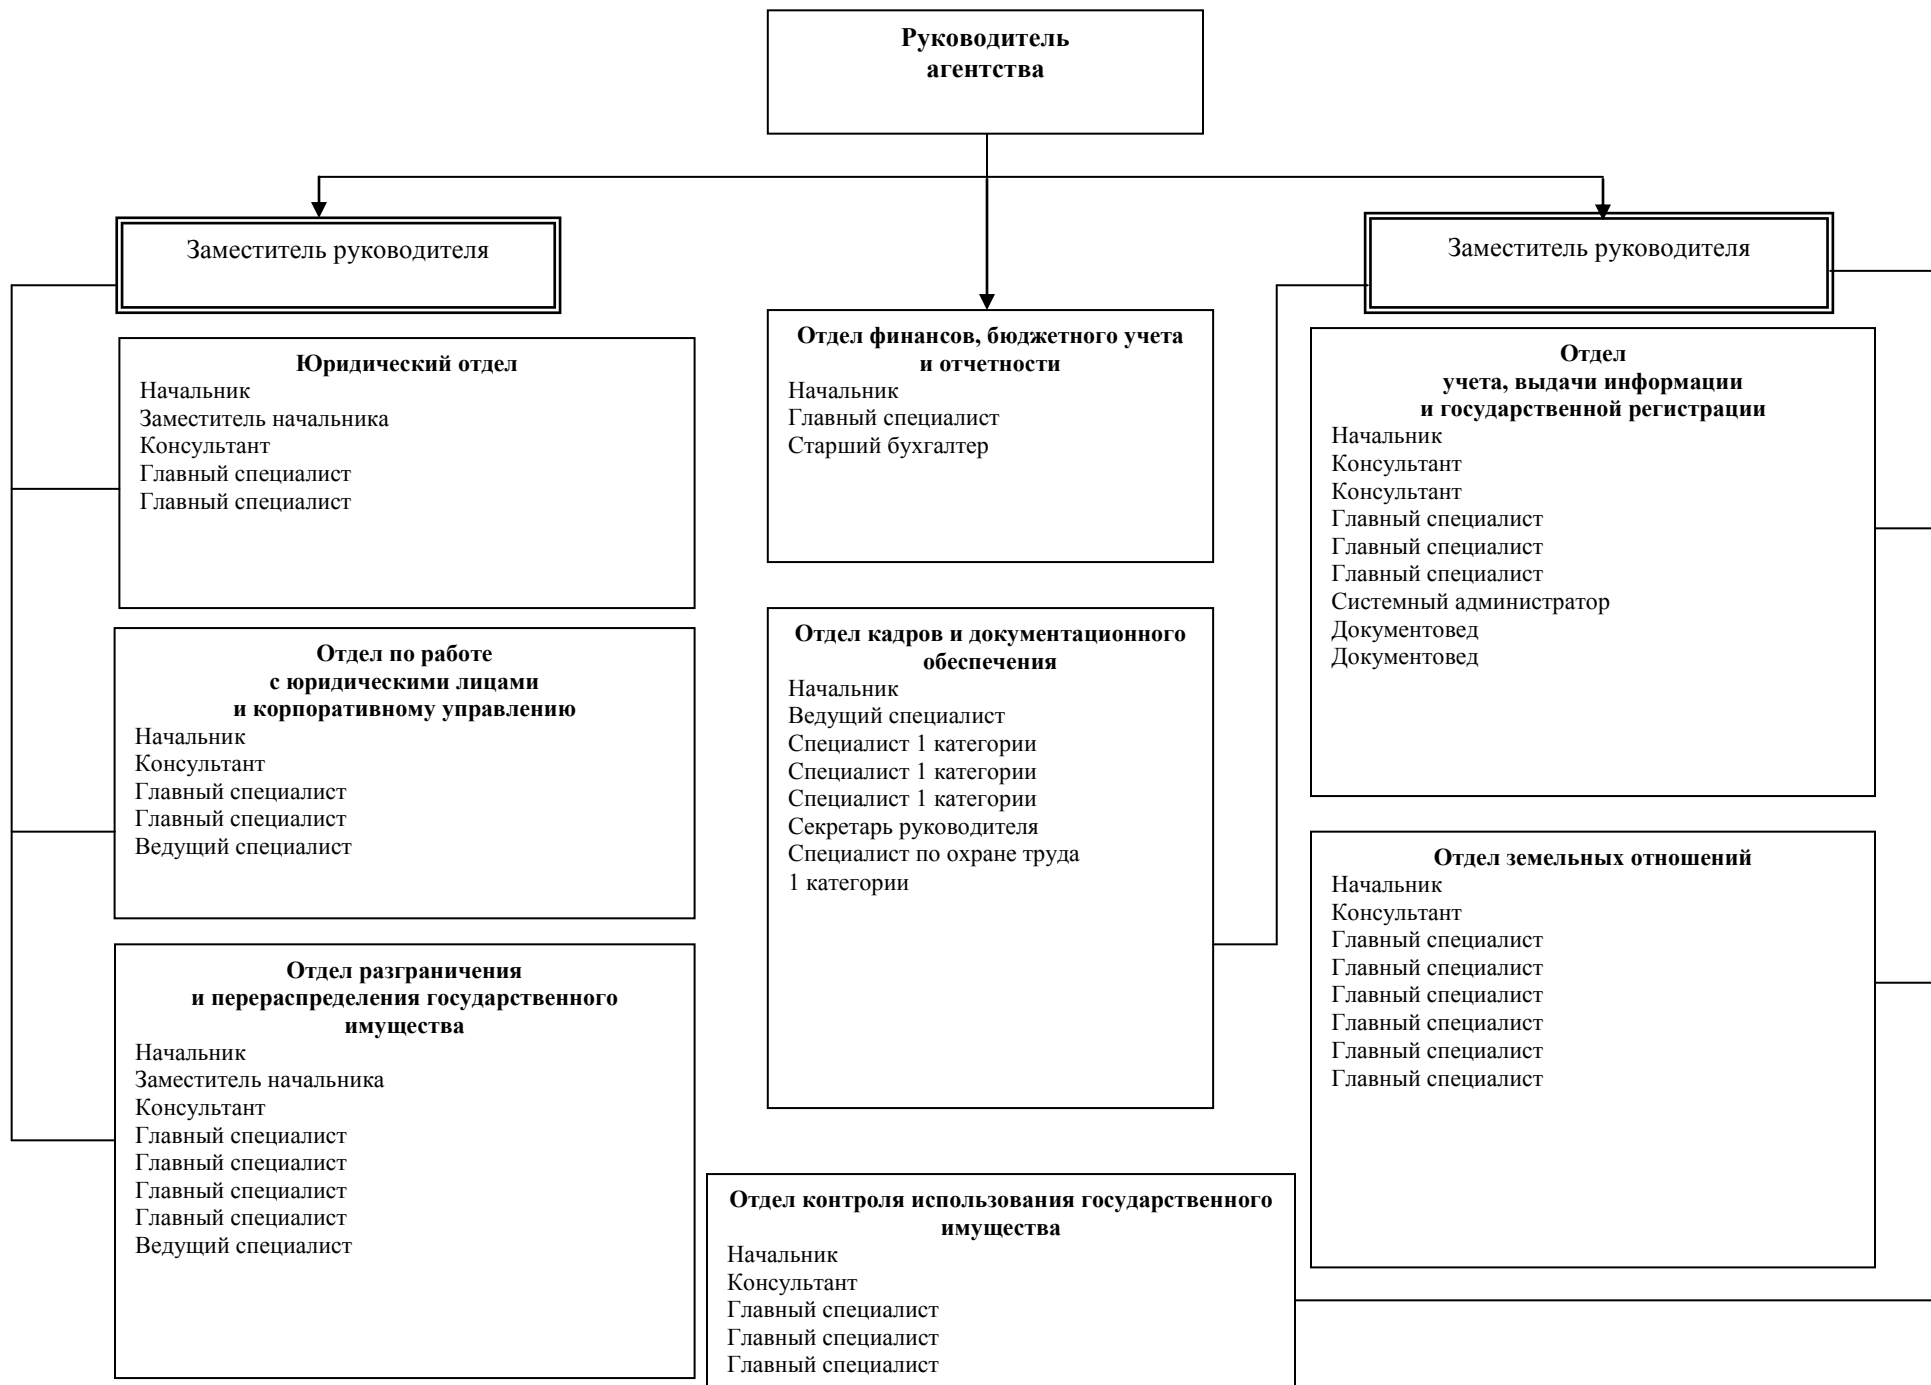 Руководитель
агентства
Заместитель руководителя
Заместитель руководителя
Юридический отдел
Начальник
Заместитель начальника
Консультант
Главный специалист
Главный специалист
Отдел по работе
с юридическими лицами
и корпоративному управлению
Начальник
Консультант
Главный специалист
Главный специалист
Ведущий специалист
Отдел разграничения
и перераспределения государственного
имущества
Начальник
Заместитель начальника
Консультант
Главный специалист
Главный специалист
Главный специалист
Главный специалист
Ведущий специалист
Отдел финансов, бюджетного учета
и отчетности
Начальник
Главный специалист
Старший бухгалтер
Отдел кадров и документационного
обеспечения
Начальник
Ведущий специалист
Специалист 1 категории
Специалист 1 категории
Специалист 1 категории
Секретарь руководителя
Специалист по охране труда
1 категории
Отдел контроля использования государственного
имущества
Начальник
Консультант
Главный специалист
Главный специалист
Главный специалист
Отдел
учета, выдачи информации
и государственной регистрации
Начальник
Консультант
Консультант
Главный специалист
Главный специалист
Главный специалист
Системный администратор
Документовед
Документовед
Отдел земельных отношений
Начальник
Консультант
Главный специалист
Главный специалист
Главный специалист
Главный специалист
Главный специалист
Главный специалист